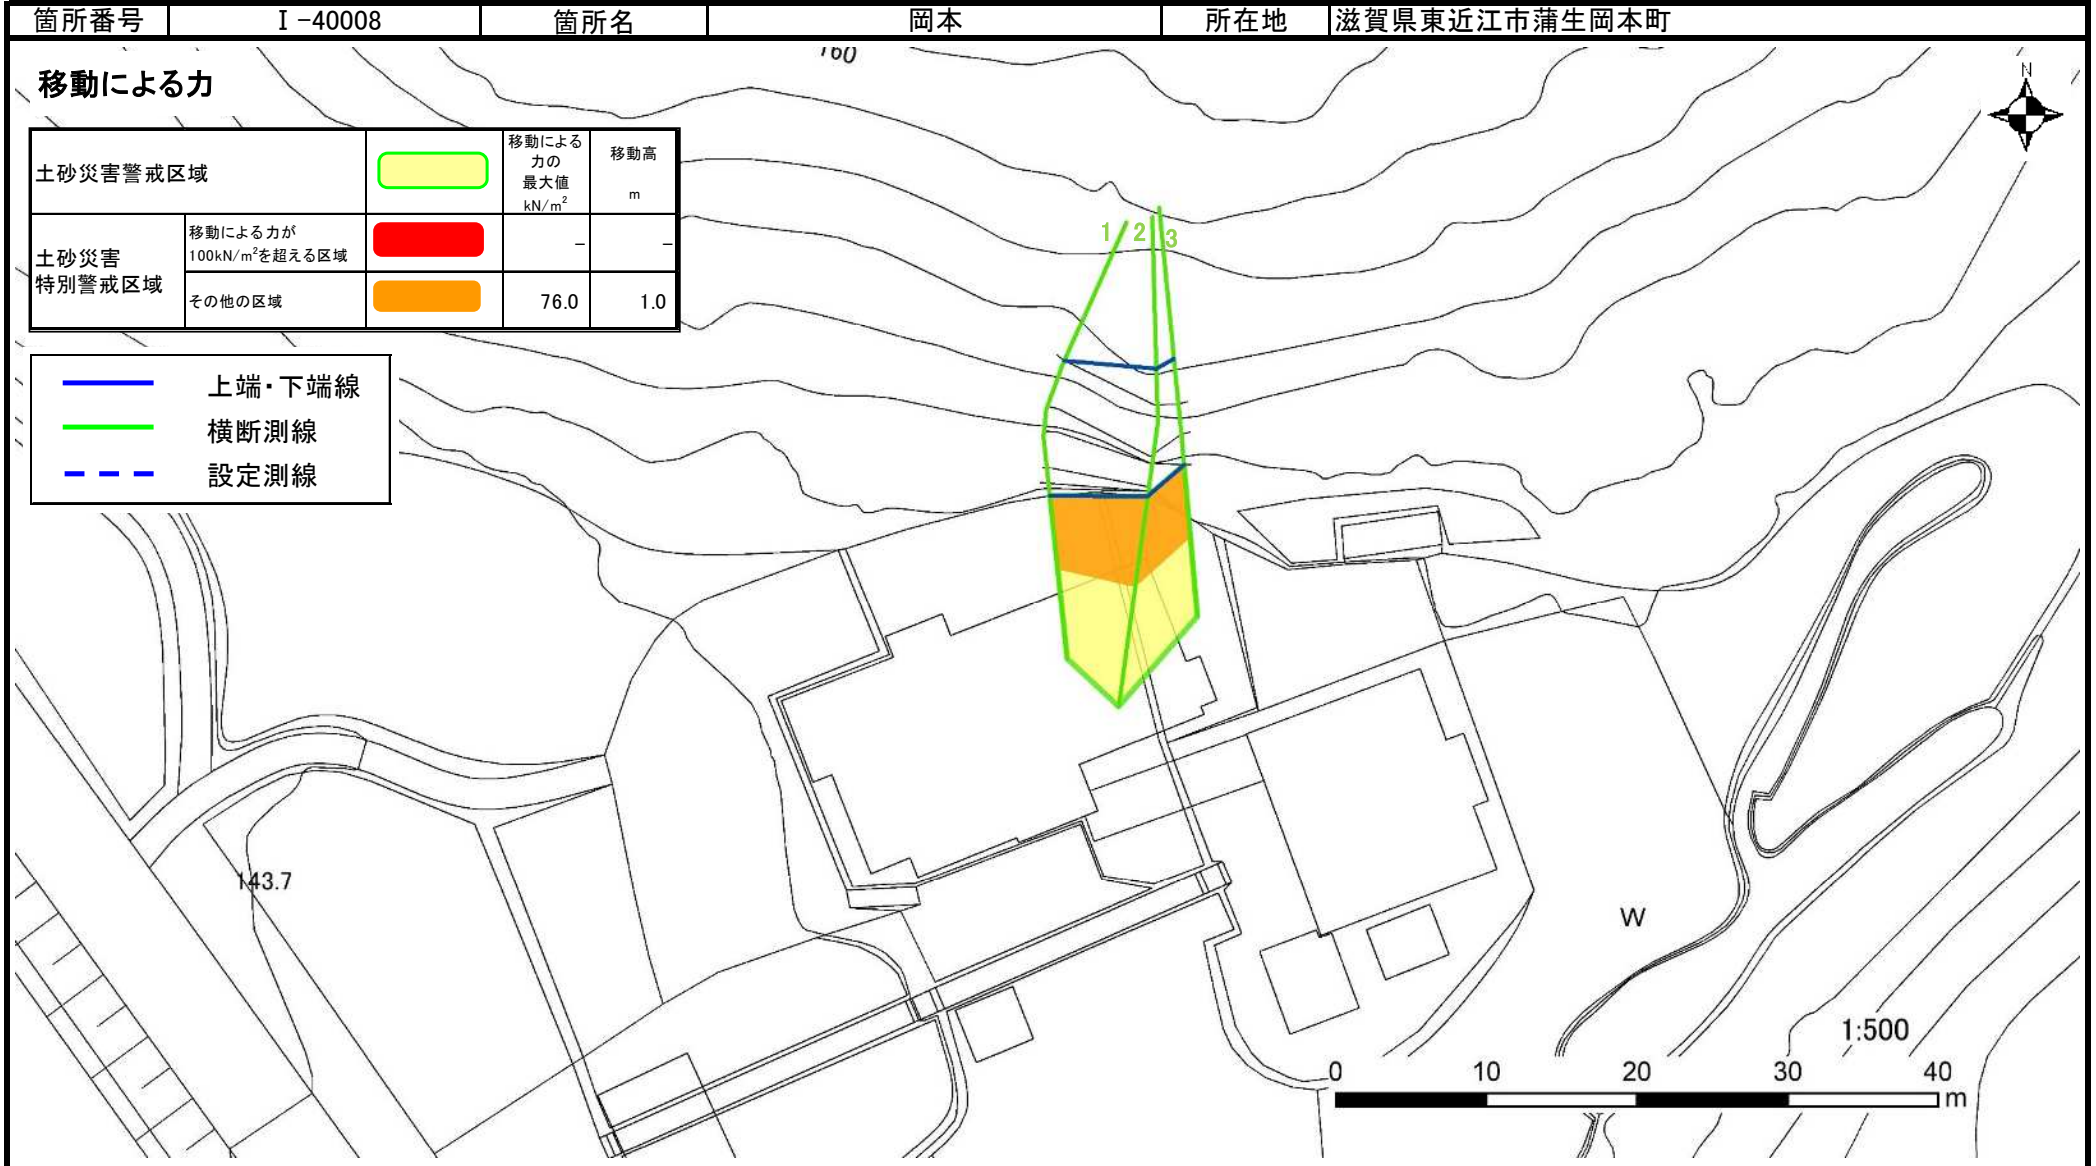 箇所番号 Ⅰ-40008 箇所名 岡本 所在地 滋賀県東近江市蒲生岡本町
160
移動による力
N
土砂災害警戒区域
移動による
力の
最大値
kN/m²
移動高
m
土砂災害
特別警戒区域
移動による力が
100kN/m²を超える区域
－ －
その他の区域 76.0 1.0
1 2 3
上端・下端線
横断測線
設定測線
143.7
W
1:500
0 10 20 30 40
m